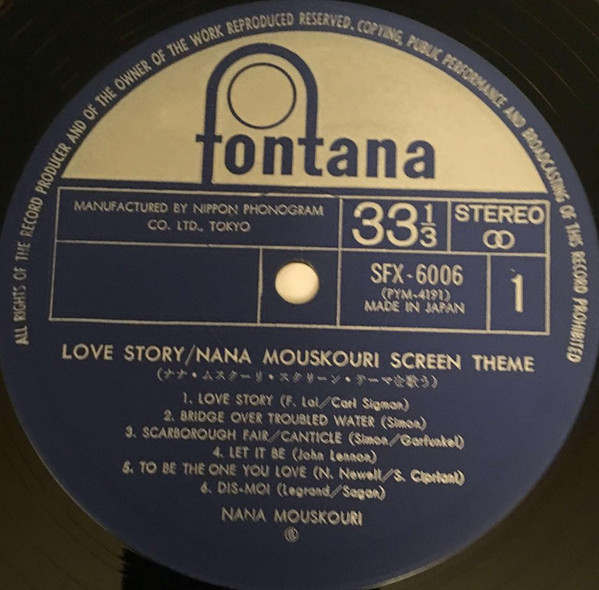 ALL RIGHTS OF THE RECORD PRODUCER AND OF THE OWNER OF THE WORK REPRODUCED RESERVED. COPYING, PUBLIC PERFORMANCE AND BROADCASTING OF THIS RECORD PROHIBITED
fontana
MANUFACTURED BY NIPPON PHONOGRAM
CO. LTD., TOKYO
33 1/3
STEREO
SFX-6006
(PYM-4191)
MADE IN JAPAN
1
LOVE STORY/NANA MOUSKOURI SCREEN THEME
(ナナ・ムスクーリ・スクリーン・テーマを歌う)
1. LOVE STORY (F. Lai/Carl Sigman)
2. BRIDGE OVER TROUBLED WATER (Simon)
3. SCARBOROUGH FAIR/CANTICLE (Simon/Garfunkel)
4. LET IT BE (John Lennon)
5. TO BE THE ONE YOU LOVE (N. Newell/S. Cipriani)
6. DIS-MOI (Legrand/Sagan)
NANA MOUSKOURI
Ⓟ